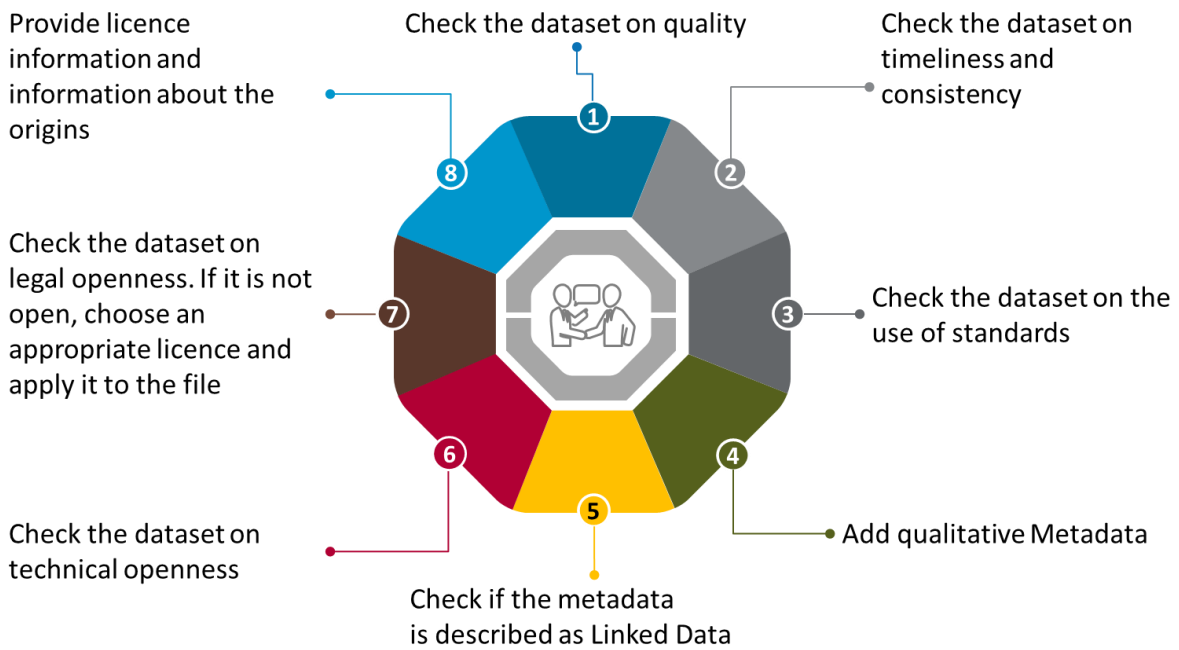 1
Check the dataset on quality
2
Check the dataset on
timeliness and
consistency
3
Check the dataset on the
use of standards
4
Add qualitative Metadata
5
Check if the metadata
is described as Linked Data
6
Check the dataset on
technical openness
7
Check the dataset on
legal openness. If it is not
open, choose an
appropriate licence and
apply it to the file
8
Provide licence
information and
information about the
origins